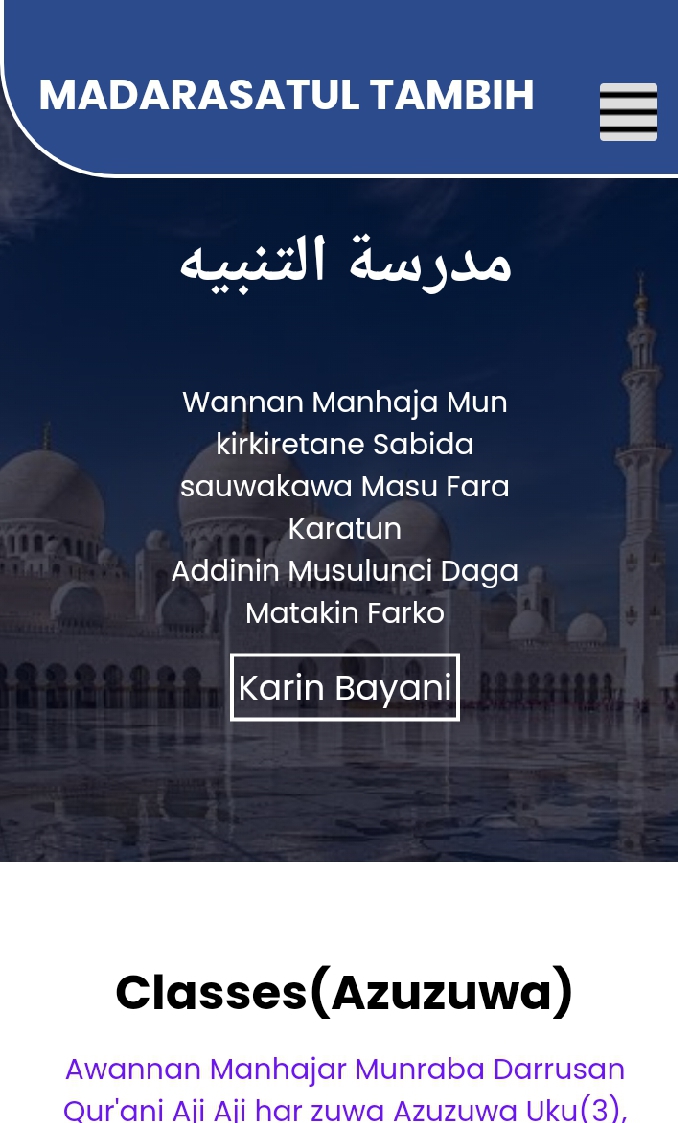 MADARASATUL TAMBIH
مدرسة التنبيه
Wannan Manhaja Mun
kirkiretane Sabida
sauwakawa Masu Fara
Karatun
Addinin Musulunci Daga
Matakin Farko
Karin Bayani
Classes(Azuzuwa)
Awannan Manhajar Munraba Darrusan
Qur'ani Aji Aji har zuwa Azuzuwa Uku(3),